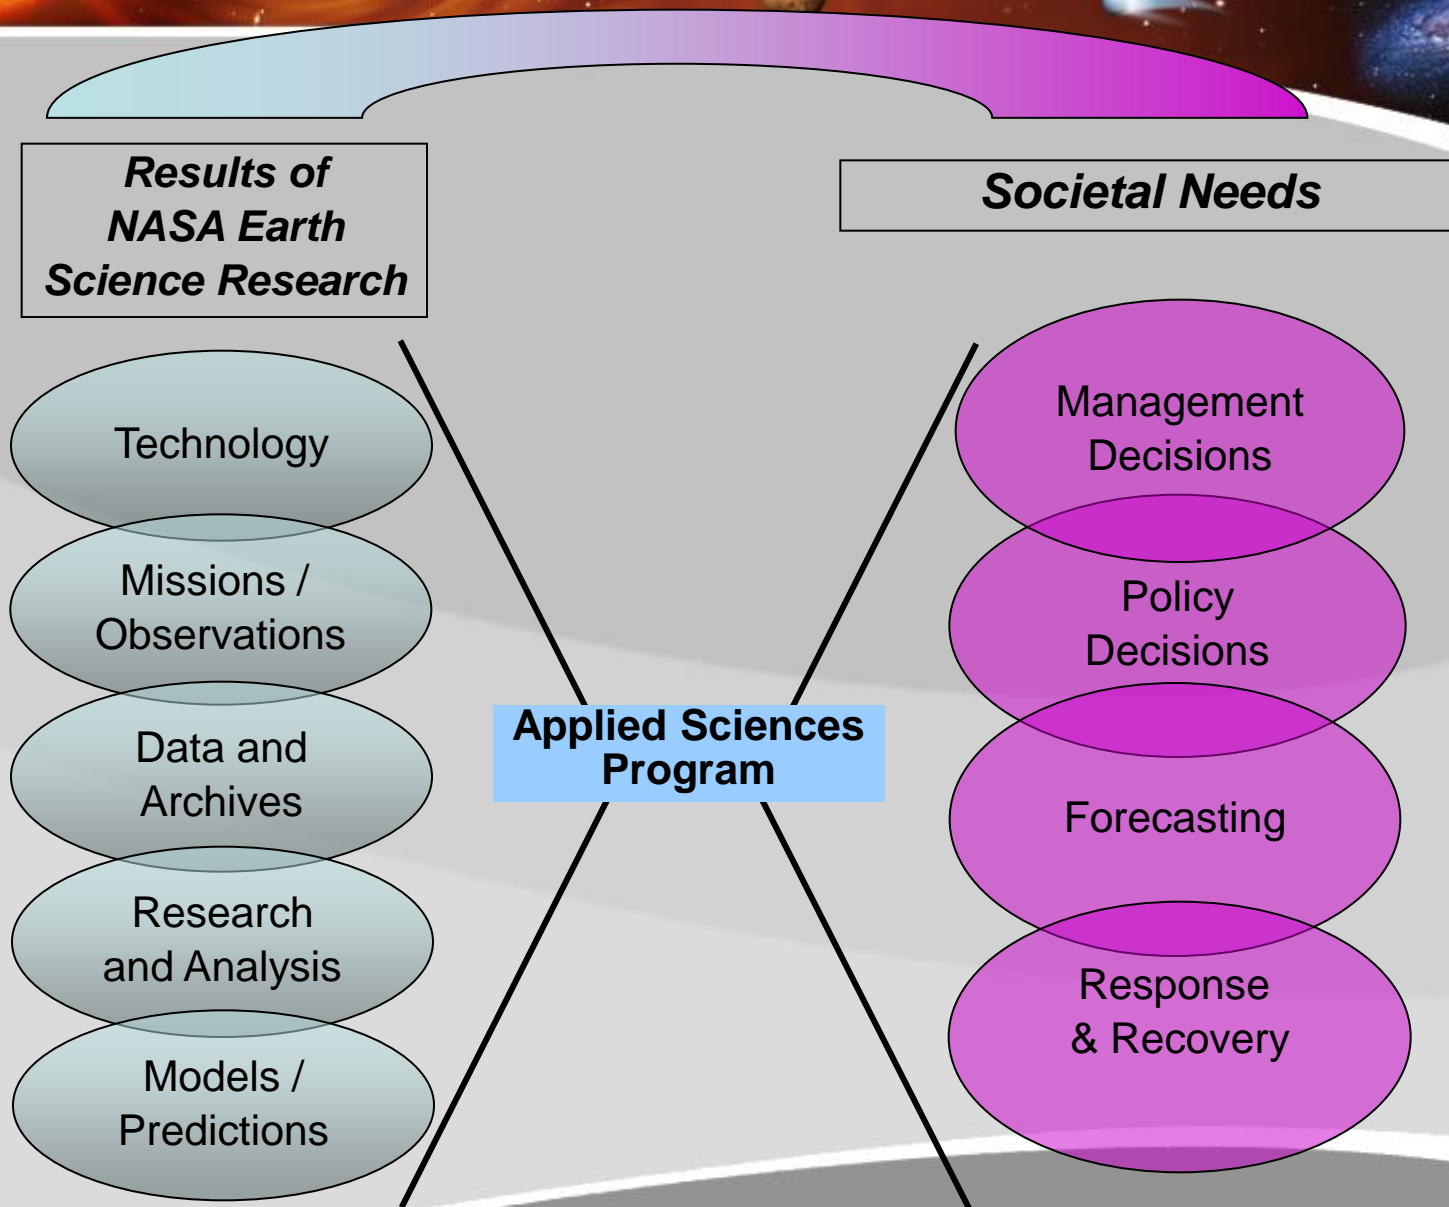 Results of
NASA Earth
Science Research
Societal Needs
Technology
Missions /
Observations
Data and
Archives
Research
and Analysis
Models /
Predictions
Applied Sciences
Program
Management
Decisions
Policy
Decisions
Forecasting
Response
& Recovery